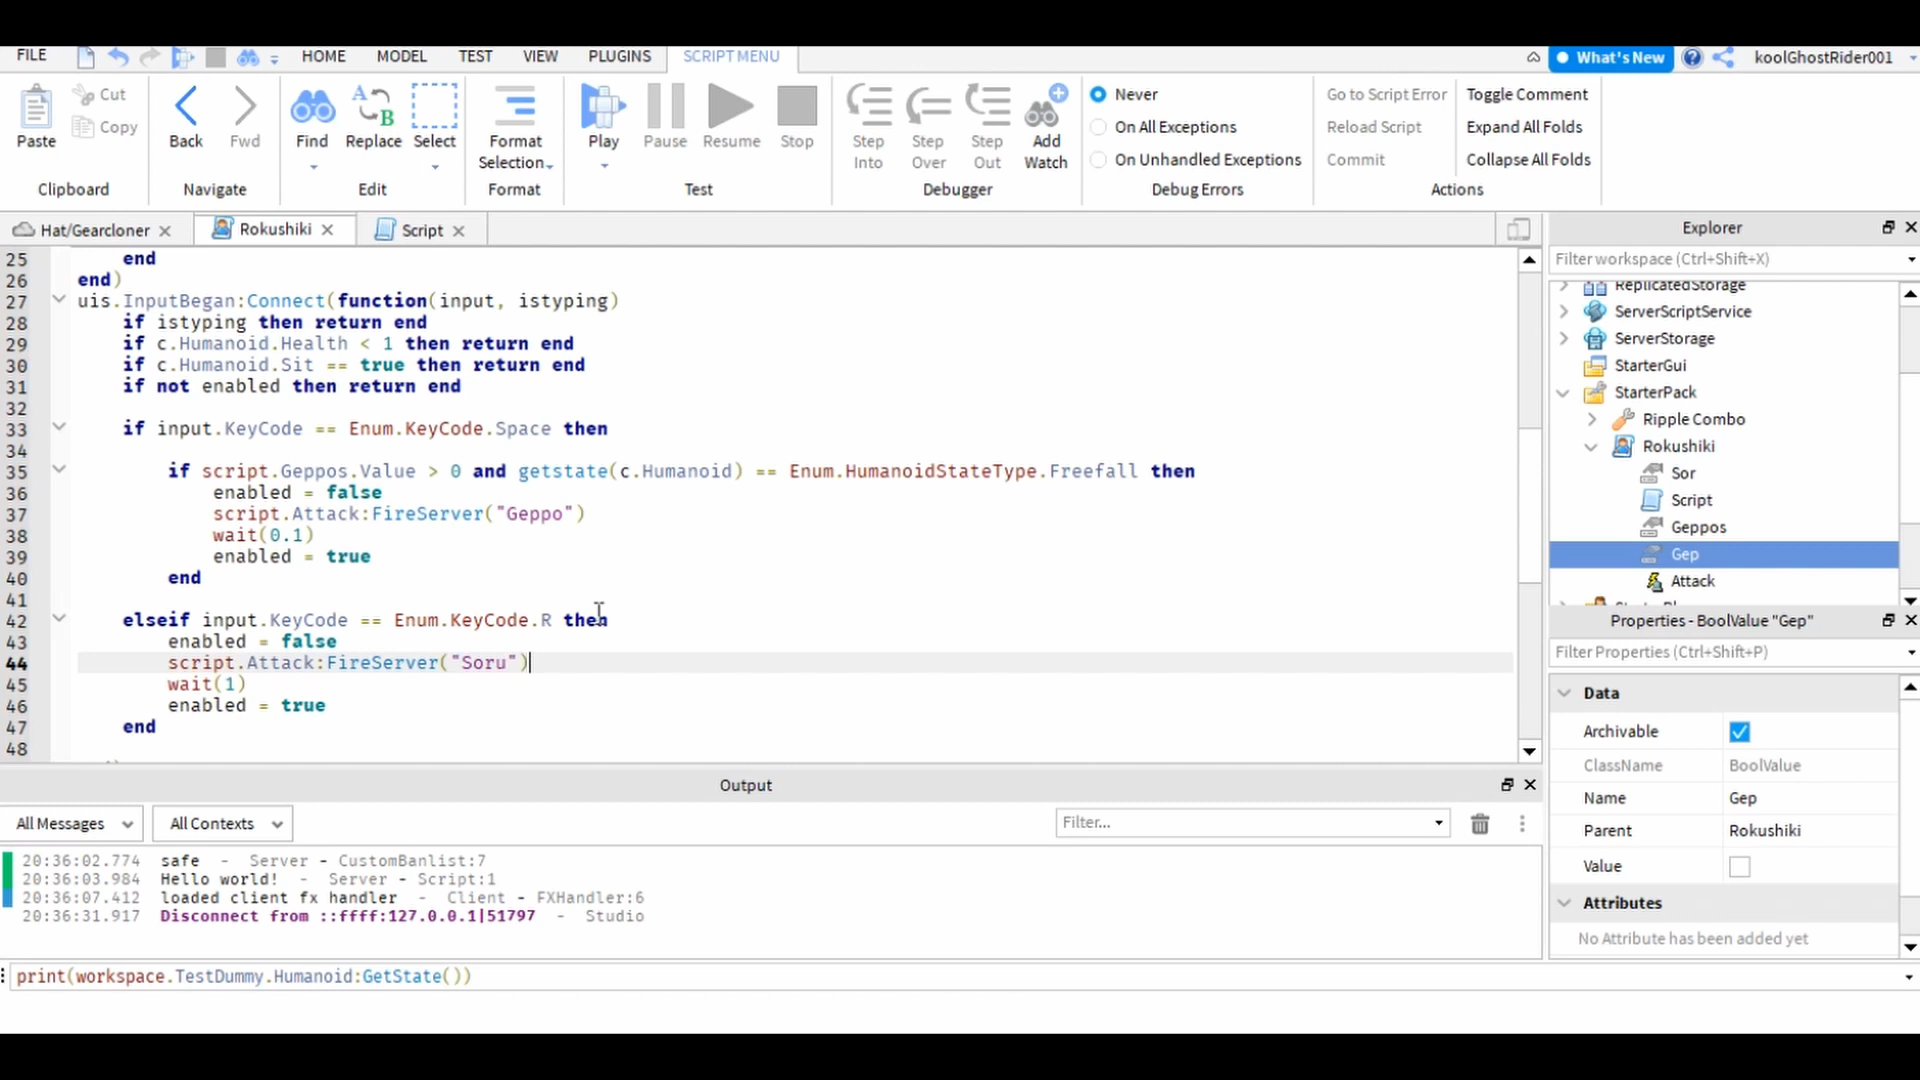 FILE
HOME
MODEL
TEST
VIEW
PLUGINS
SCRIPT MENU
What's New
koolGhostRider001
Paste
Cut
Copy
Clipboard
Back
Fwd
Navigate
Find
Replace
Select
Edit
Format
Selection
Format
Play
Pause
Resume
Stop
Test
Step
Into
Step
Over
Step
Out
Add
Watch
Debugger
Never
On All Exceptions
On Unhandled Exceptions
Debug Errors
Go to Script Error
Reload Script
Commit
Toggle Comment
Expand All Folds
Collapse All Folds
Actions
Hat/Gearcloner
Rokushiki
Script
25 end
26 end)
27 uis.InputBegan:Connect(function(input, istyping)
28 if istyping then return end
29 if c.Humanoid.Health < 1 then return end
30 if c.Humanoid.Sit == true then return end
31 if not enabled then return end
32
33 if input.KeyCode == Enum.KeyCode.Space then
34
35 if script.Geppos.Value > 0 and getstate(c.Humanoid) == Enum.HumanoidStateType.Freefall then
36 enabled = false
37 script.Attack:FireServer("Geppo")
38 wait(0.1)
39 enabled = true
40 end
41
42 elseif input.KeyCode == Enum.KeyCode.R then
43 enabled = false
44 script.Attack:FireServer("Soru")
45 wait(1)
46 enabled = true
47 end
48
Explorer
Filter workspace (Ctrl+Shift+X)
ReplicatedStorage
ServerScriptService
ServerStorage
StarterGui
StarterPack
Ripple Combo
Rokushiki
Sor
Script
Geppos
Gep
Attack
Properties - BoolValue "Gep"
Filter Properties (Ctrl+Shift+P)
Data
Archivable
ClassName BoolValue
Name Gep
Parent Rokushiki
Value
Attributes
No Attribute has been added yet
Output
All Messages
All Contexts
Filter...
20:36:02.774 safe - Server - CustomBanlist:7
20:36:03.984 Hello world! - Server - Script:1
20:36:07.412 loaded client fx handler - Client - FXHandler:6
20:36:31.917 Disconnect from ::ffff:127.0.0.1|51797 - Studio
print(workspace.TestDummy.Humanoid:GetState())